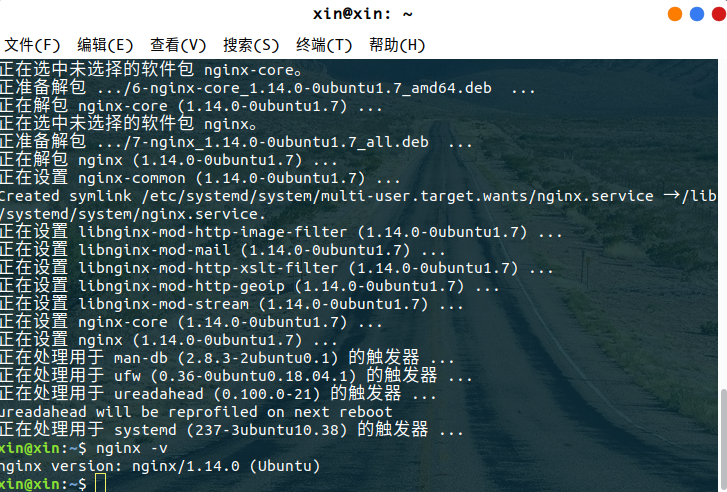 xin@xin: ~
文件(F) 编辑(E) 查看(V) 搜索(S) 终端(T) 帮助(H)
正在选中未选择的软件包 nginx-core。
正准备解包 .../6-nginx-core_1.14.0-0ubuntu1.7_amd64.deb ...
正在解包 nginx-core (1.14.0-0ubuntu1.7) ...
正在选中未选择的软件包 nginx。
正准备解包 .../7-nginx_1.14.0-0ubuntu1.7_all.deb ...
正在解包 nginx (1.14.0-0ubuntu1.7) ...
正在设置 nginx-common (1.14.0-0ubuntu1.7) ...
Created symlink /etc/systemd/system/multi-user.target.wants/nginx.service →/lib
/systemd/system/nginx.service.
正在设置 libnginx-mod-http-image-filter (1.14.0-0ubuntu1.7) ...
正在设置 libnginx-mod-mail (1.14.0-0ubuntu1.7) ...
正在设置 libnginx-mod-http-xslt-filter (1.14.0-0ubuntu1.7) ...
正在设置 libnginx-mod-http-geoip (1.14.0-0ubuntu1.7) ...
正在设置 libnginx-mod-stream (1.14.0-0ubuntu1.7) ...
正在设置 nginx-core (1.14.0-0ubuntu1.7) ...
正在设置 nginx (1.14.0-0ubuntu1.7) ...
正在处理用于 man-db (2.8.3-2ubuntu0.1) 的触发器 ...
正在处理用于 ufw (0.36-0ubuntu0.18.04.1) 的触发器 ...
正在处理用于 ureadahead (0.100.0-21) 的触发器 ...
ureadahead will be reprofiled on next reboot
正在处理用于 systemd (237-3ubuntu10.38) 的触发器 ...
xin@xin:~$ nginx -v
nginx version: nginx/1.14.0 (Ubuntu)
xin@xin:~$